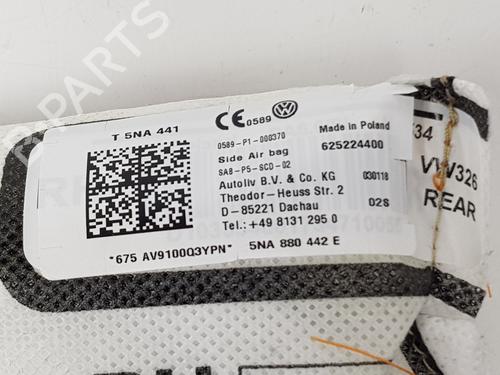 T 5NA 441
0589
0589-P1-000370
Made in Poland
Side Air bag
625224400
SA8-P5-SCD-02
Autoliv B.V. & Co. KG
030118
Theodor-Heuss Str. 2
D-85221 Dachau
02S
Tel.:+49 8131 295 0
*675 AV9100Q3YPN*
5NA 880 442 E
34
VW326
REAR